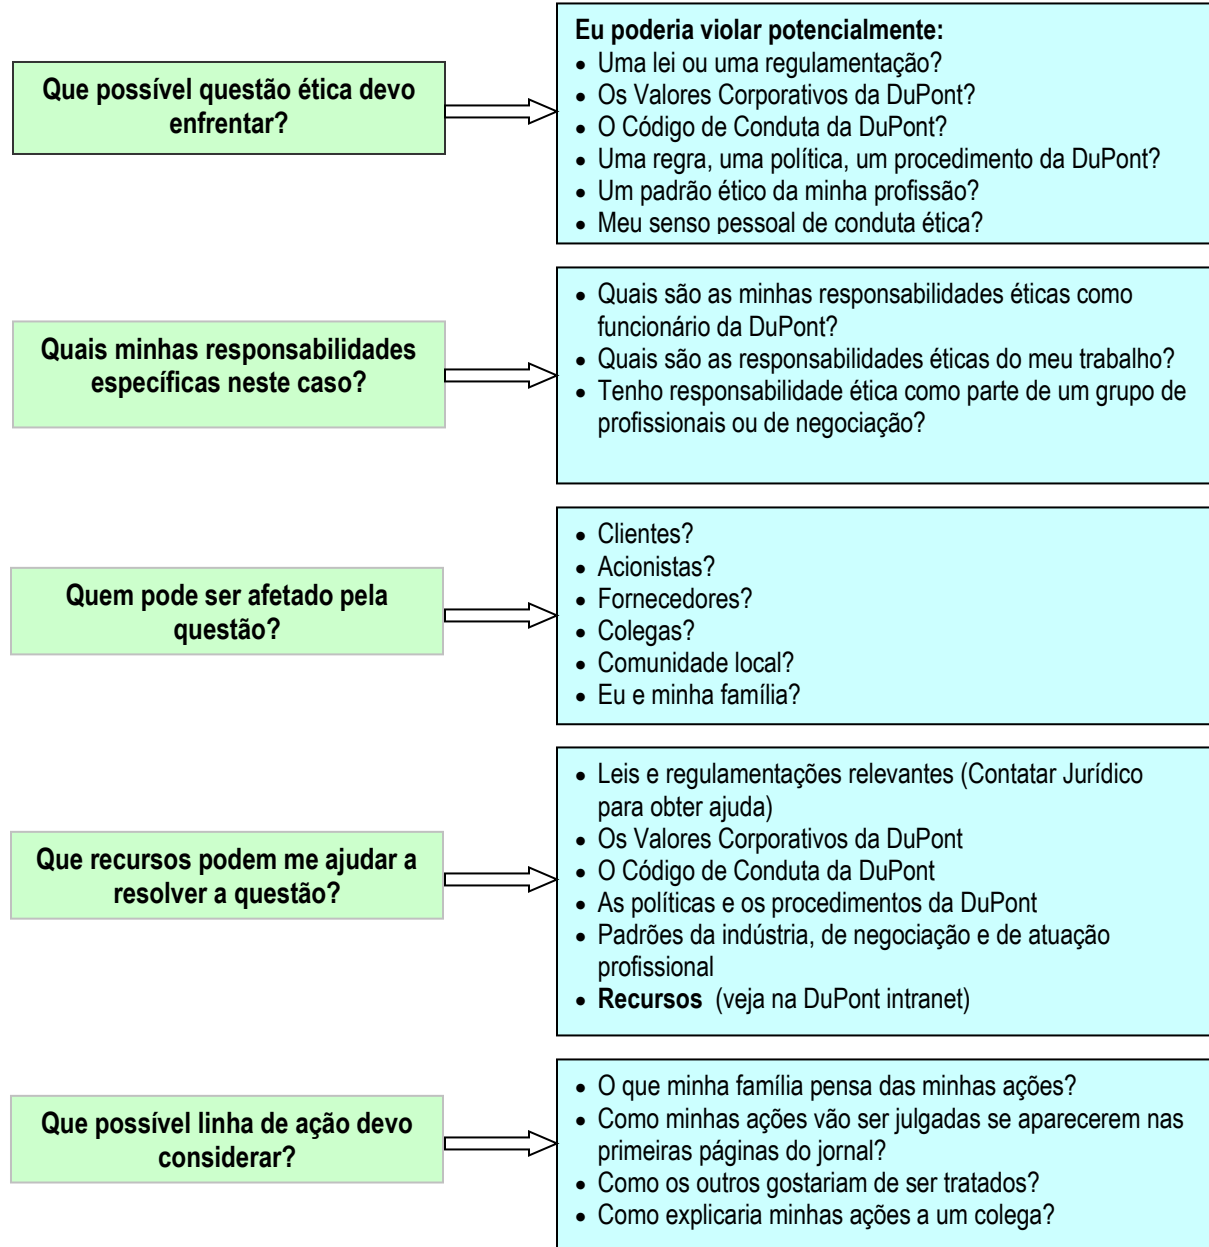 Que possível questão ética devo
enfrentar?
Eu poderia violar potencialmente:
• Uma lei ou uma regulamentação?
• Os Valores Corporativos da DuPont?
• O Código de Conduta da DuPont?
• Uma regra, uma política, um procedimento da DuPont?
• Um padrão ético da minha profissão?
• Meu senso pessoal de conduta ética?
Quais minhas responsabilidades
específicas neste caso?
• Quais são as minhas responsabilidades éticas como
funcionário da DuPont?
• Quais são as responsabilidades éticas do meu trabalho?
• Tenho responsabilidade ética como parte de um grupo de
profissionais ou de negociação?
Quem pode ser afetado pela
questão?
• Clientes?
• Acionistas?
• Fornecedores?
• Colegas?
• Comunidade local?
• Eu e minha família?
Que recursos podem me ajudar a
resolver a questão?
• Leis e regulamentações relevantes (Contatar Jurídico
para obter ajuda)
• Os Valores Corporativos da DuPont
• O Código de Conduta da DuPont
• As políticas e os procedimentos da DuPont
• Padrões da indústria, de negociação e de atuação
profissional
• Recursos (veja na DuPont intranet)
Que possível linha de ação devo
considerar?
• O que minha família pensa das minhas ações?
• Como minhas ações vão ser julgadas se aparecerem nas
primeiras páginas do jornal?
• Como os outros gostariam de ser tratados?
• Como explicaria minhas ações a um colega?